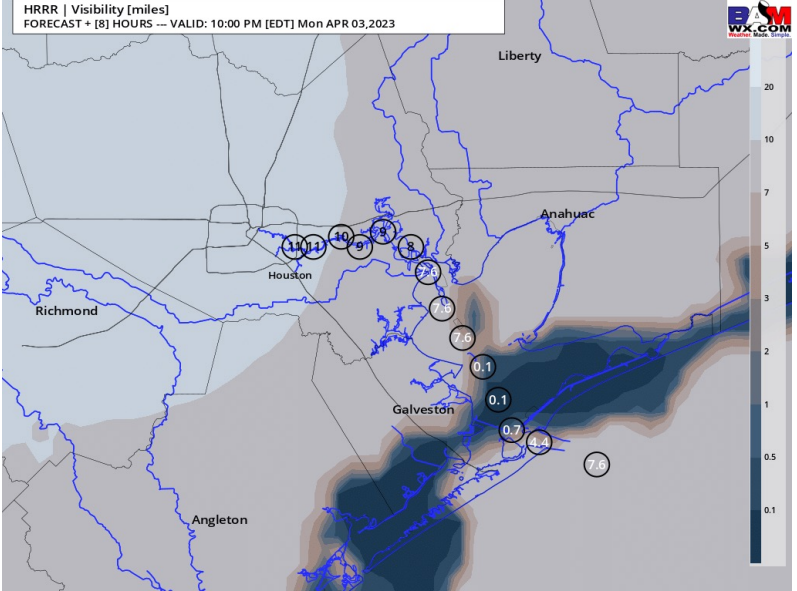 HRRR | Visibility [miles]
FORECAST + [8] HOURS --- VALID: 10:00 PM [EDT] Mon APR 03,2023
BAM
WX.COM
Weather. Made. Simple.
Liberty
20
10
7
Anahuac
11 11 10 9 9 8
5
Houston
7.6
3
Richmond
7.6
7.6
2
0.1
0.1
1
Galveston
0.7
4.4
0.5
7.6
0.1
Angleton